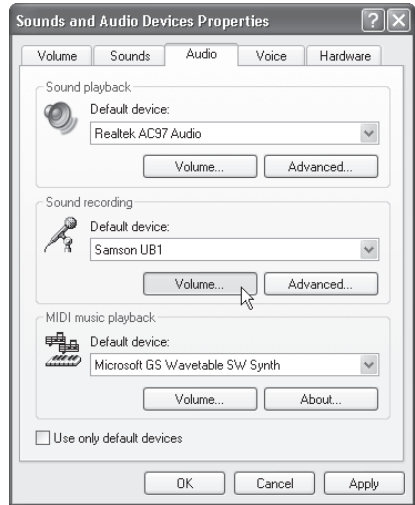 Sounds and Audio Devices Properties
Volume Sounds Audio Voice Hardware
Sound playback
Default device:
Realtek AC97 Audio
Volume... Advanced...
Sound recording
Default device:
Samson UB1
Volume... Advanced...
MIDI music playback
Default device:
Microsoft GS Wavetable SW Synth
Volume... About...
Use only default devices
OK Cancel Apply